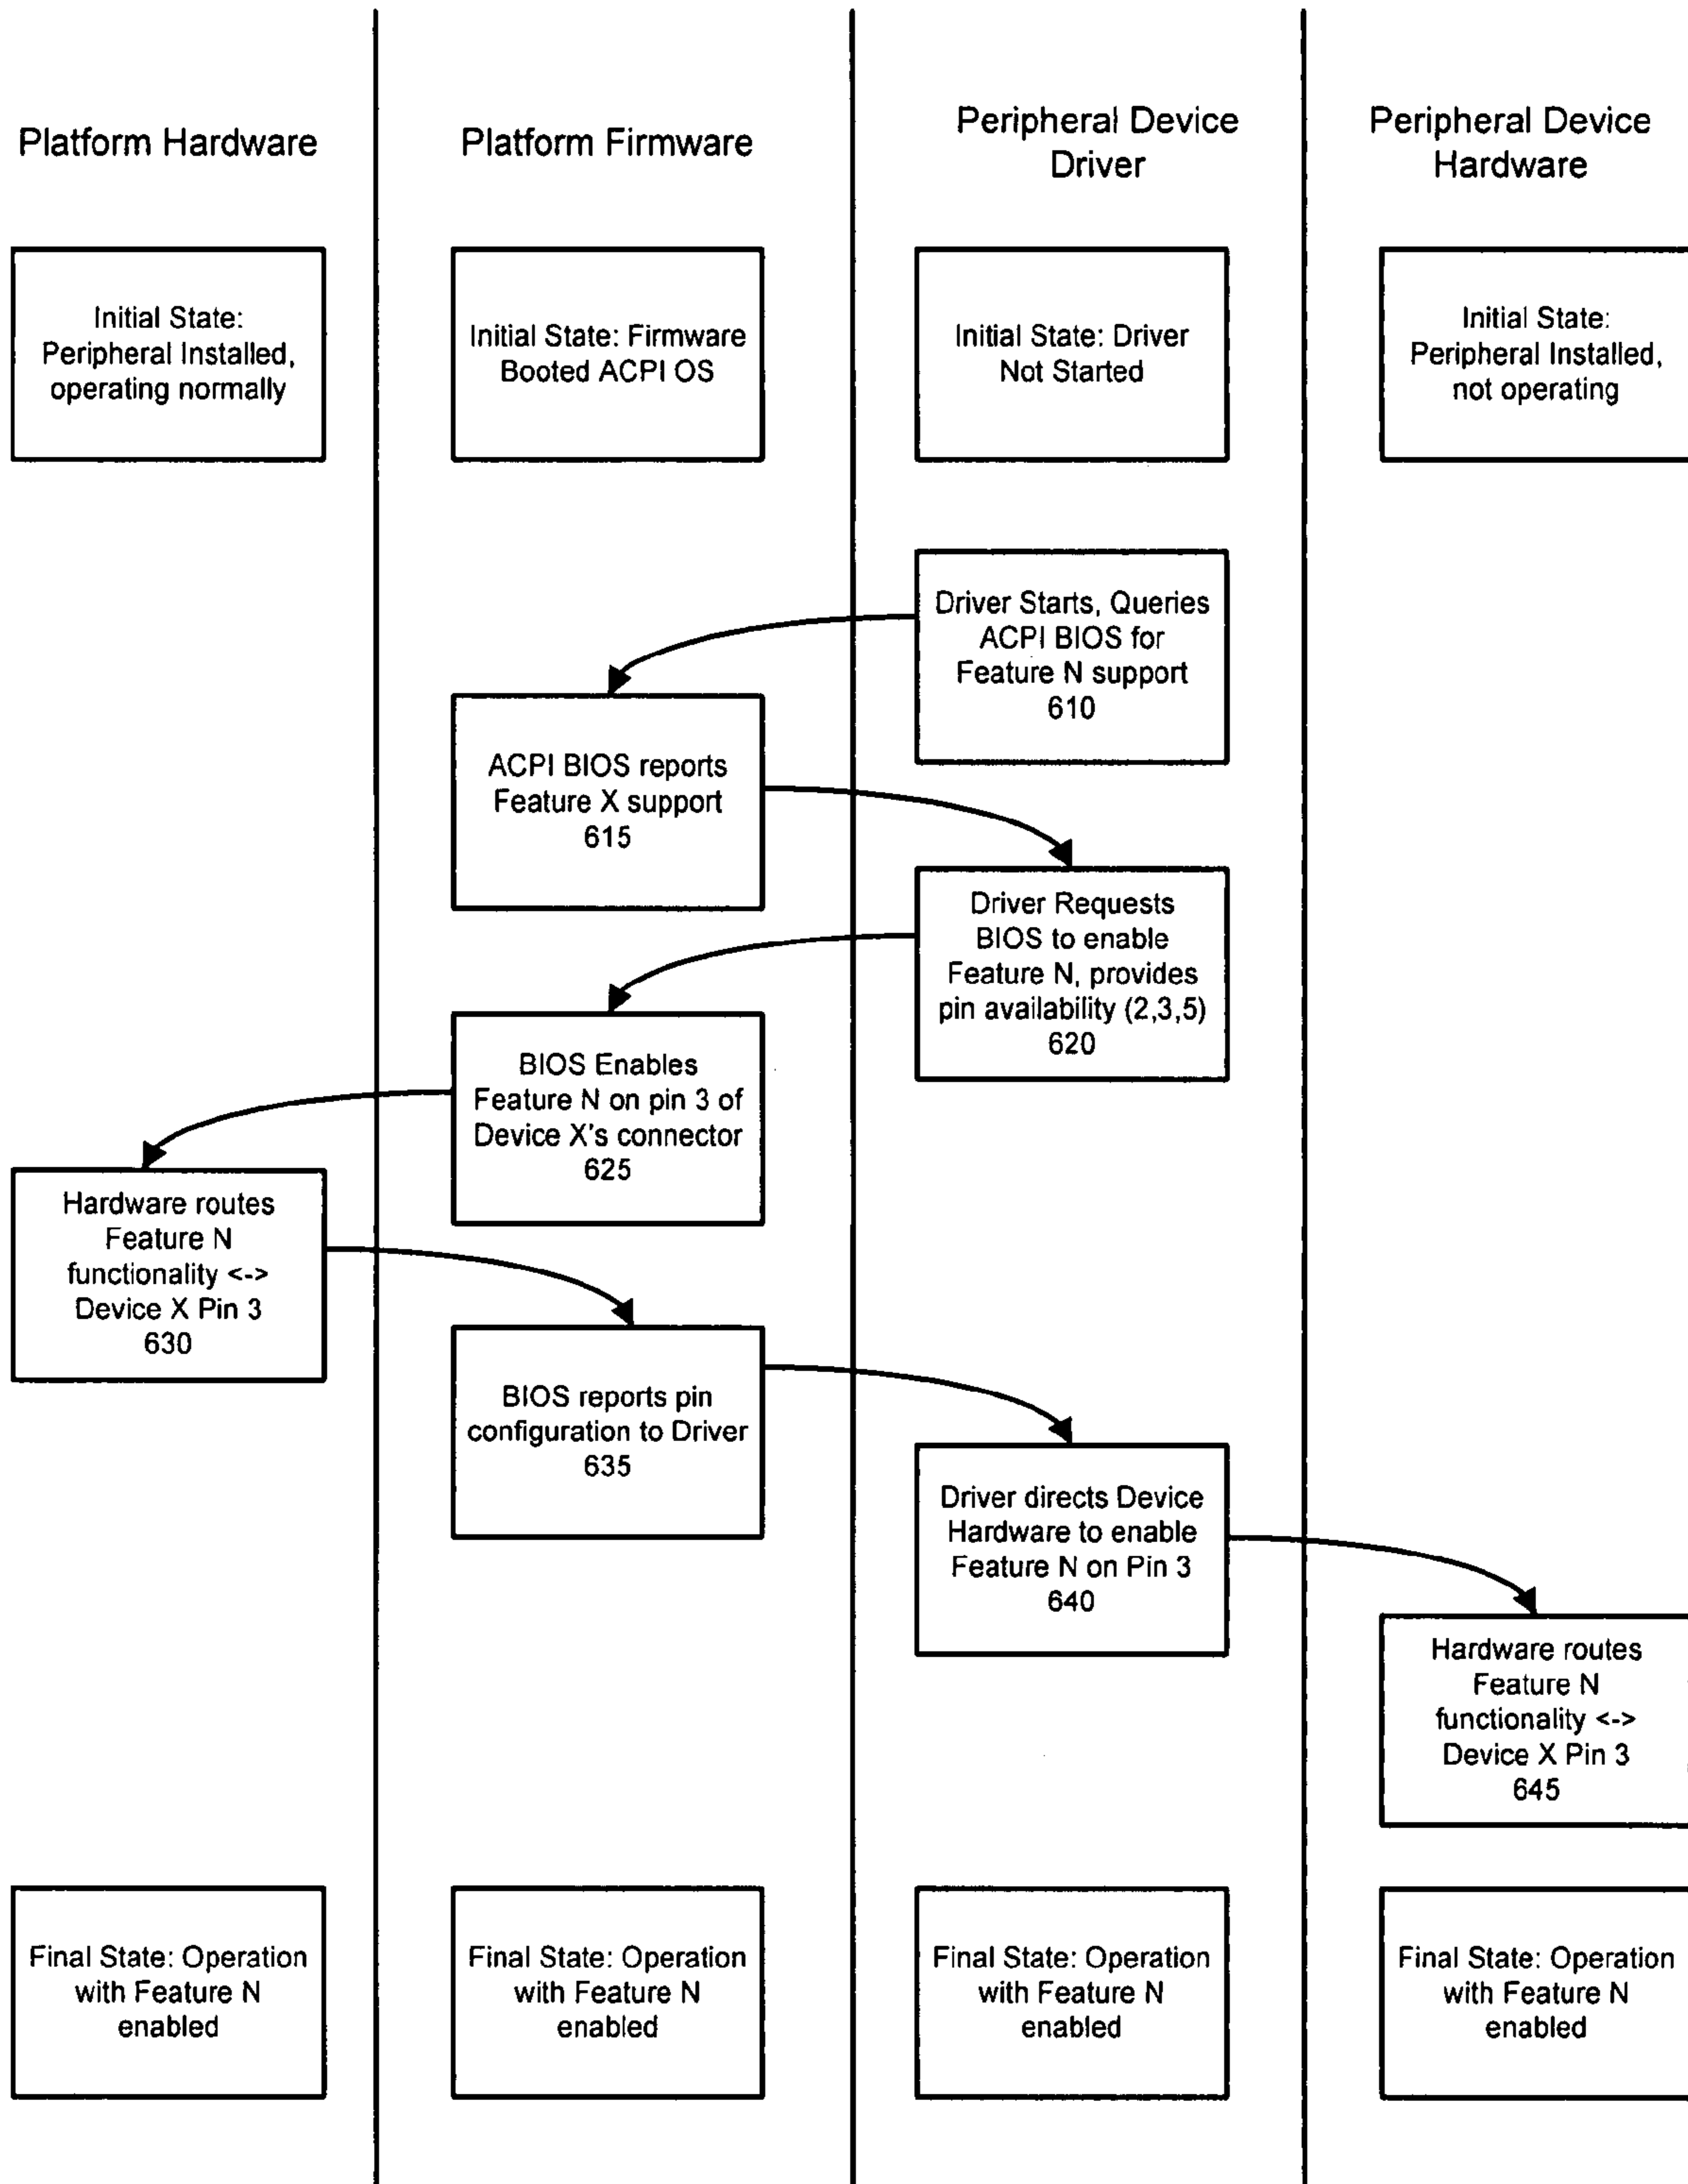 Platform Hardware
Platform Firmware
Peripheral Device
Driver
Peripheral Device
Hardware
Initial State:
Peripheral Installed,
operating normally
Initial State: Firmware
Booted ACPI OS
Initial State: Driver
Not Started
Initial State:
Peripheral Installed,
not operating
Driver Starts, Queries
ACPI BIOS for
Feature N support
610
ACPI BIOS reports
Feature X support
615
Driver Requests
BIOS to enable
Feature N, provides
pin availability (2,3,5)
620
BIOS Enables
Feature N on pin 3 of
Device X's connector
625
Hardware routes
Feature N
functionality <->
Device X Pin 3
630
BIOS reports pin
configuration to Driver
635
Driver directs Device
Hardware to enable
Feature N on Pin 3
640
Hardware routes
Feature N
functionality <->
Device X Pin 3
645
Final State: Operation
with Feature N
enabled
Final State: Operation
with Feature N
enabled
Final State: Operation
with Feature N
enabled
Final State: Operation
with Feature N
enabled